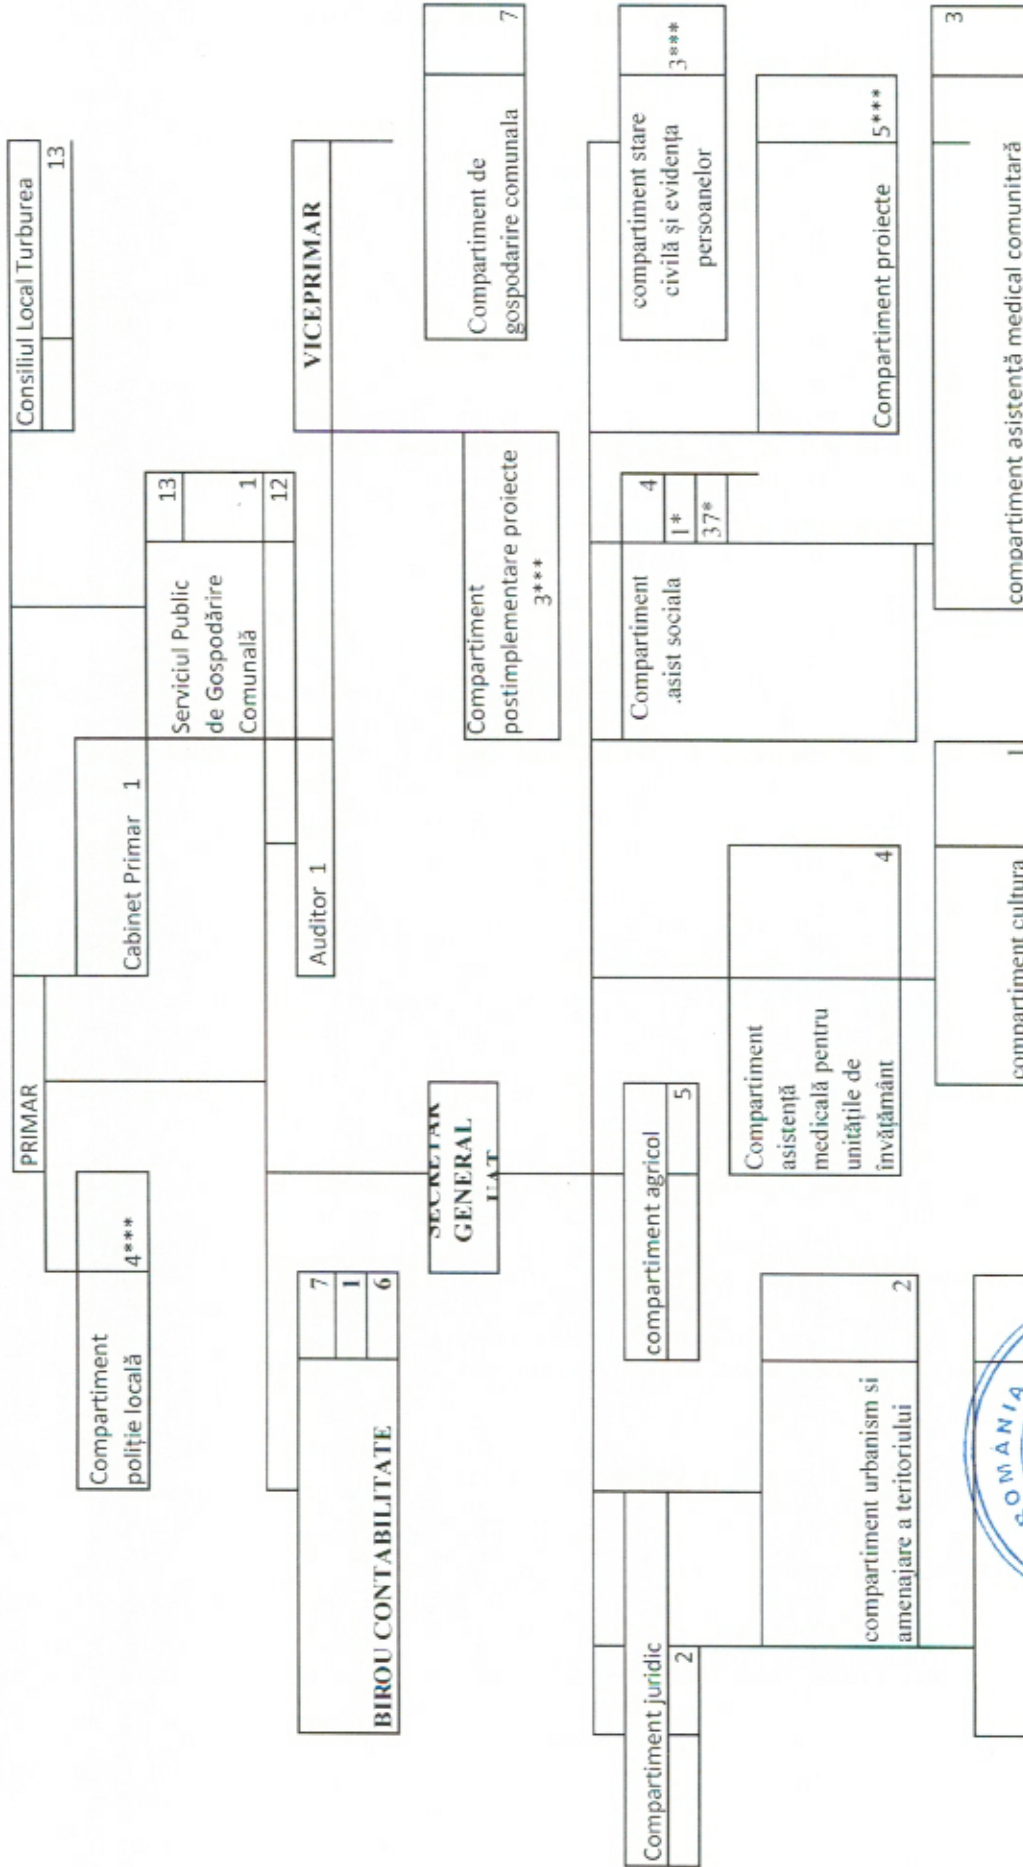 Consiliul Local Turburea
13
PRIMAR
Cabinet Primar 1
Compartiment
poliție locală
4***
Serviciul Public
de Gospodărire
Comunală
13
1
12
Auditor 1
VICEPRIMAR
BIROU CONTABILITATE
7
1
6
SECRETAR
GENERAL
UAT
Compartiment
postimplementare proiecte
3***
Compartiment de
gospodarire comunala
7
Compartiment juridic
2
compartiment agricol
5
Compartiment
.asist sociala
4
1*
37*
compartiment stare
civilă și evidența
persoanelor
3***
compartiment urbanism si
amenajare a teritoriului
2
Compartiment
asistență
medicală pentru
unitățile de
învățământ
4
Compartiment proiecte
5***
compartiment cultura
1
compartiment asistență medical comunitară
3
ROMÂNIA